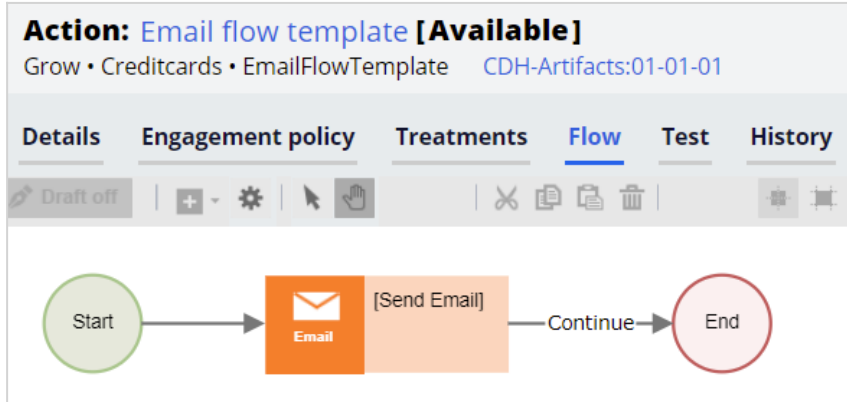 Action: Email flow template [Available]
Grow • Creditcards • EmailFlowTemplate CDH-Artifacts:01-01-01
Details Engagement policy Treatments Flow Test History
Draft off
Start
Email
[Send Email]
Continue
End